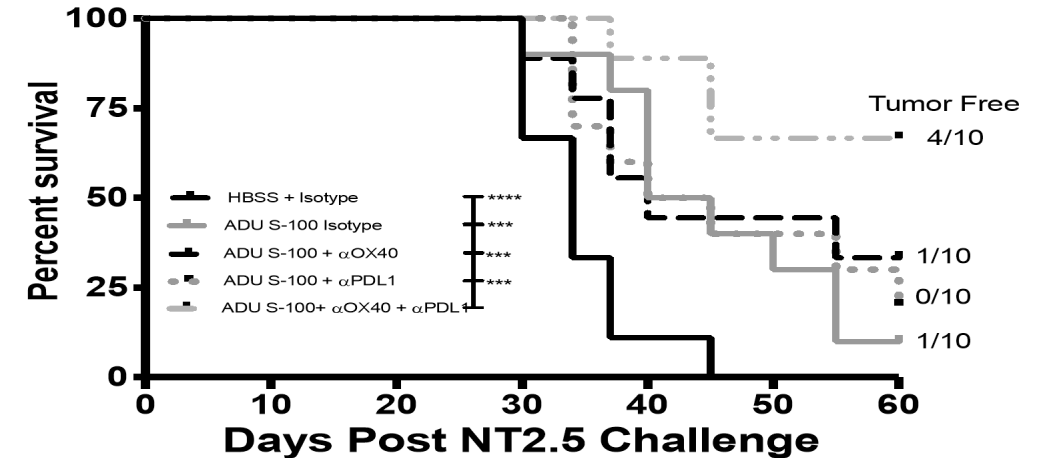 Percent survival
100
75
50
25
0
0 10 20 30 40 50 60
Days Post NT2.5 Challenge
HBSS + Isotype
ADU S-100 Isotype
ADU S-100 + αOX40
ADU S-100 + αPDL1
ADU S-100+ αOX40 + αPDL1
****
***
***
***
Tumor Free
4/10
1/10
0/10
1/10